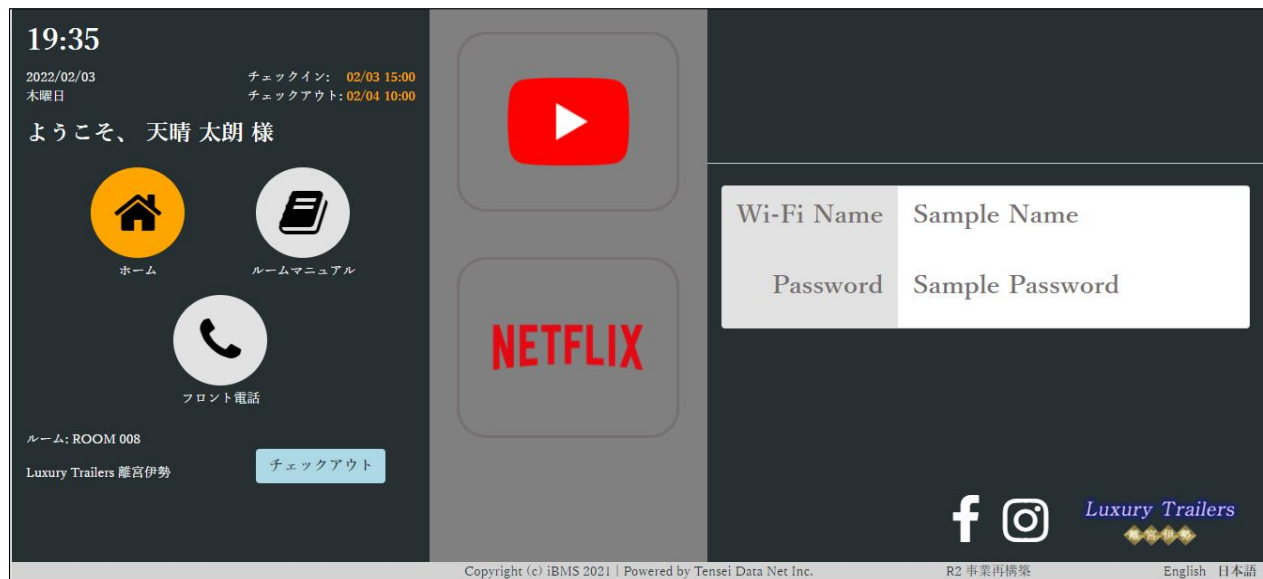 19:35
2022/02/03
木曜日
チェックイン: 02/03 15:00
チェックアウト: 02/04 10:00
ようこそ、 天晴 太朗 様
ホーム
ルームマニュアル
フロント電話
ルーム: ROOM 008
Luxury Trailers 離宮伊勢
チェックアウト
NETFLIX
Wi-Fi Name Sample Name
Password Sample Password
Luxury Trailers
離宮伊勢
Copyright (c) iBMS 2021 | Powered by Tensei Data Net Inc.
R2 事業再構築
English 日本語